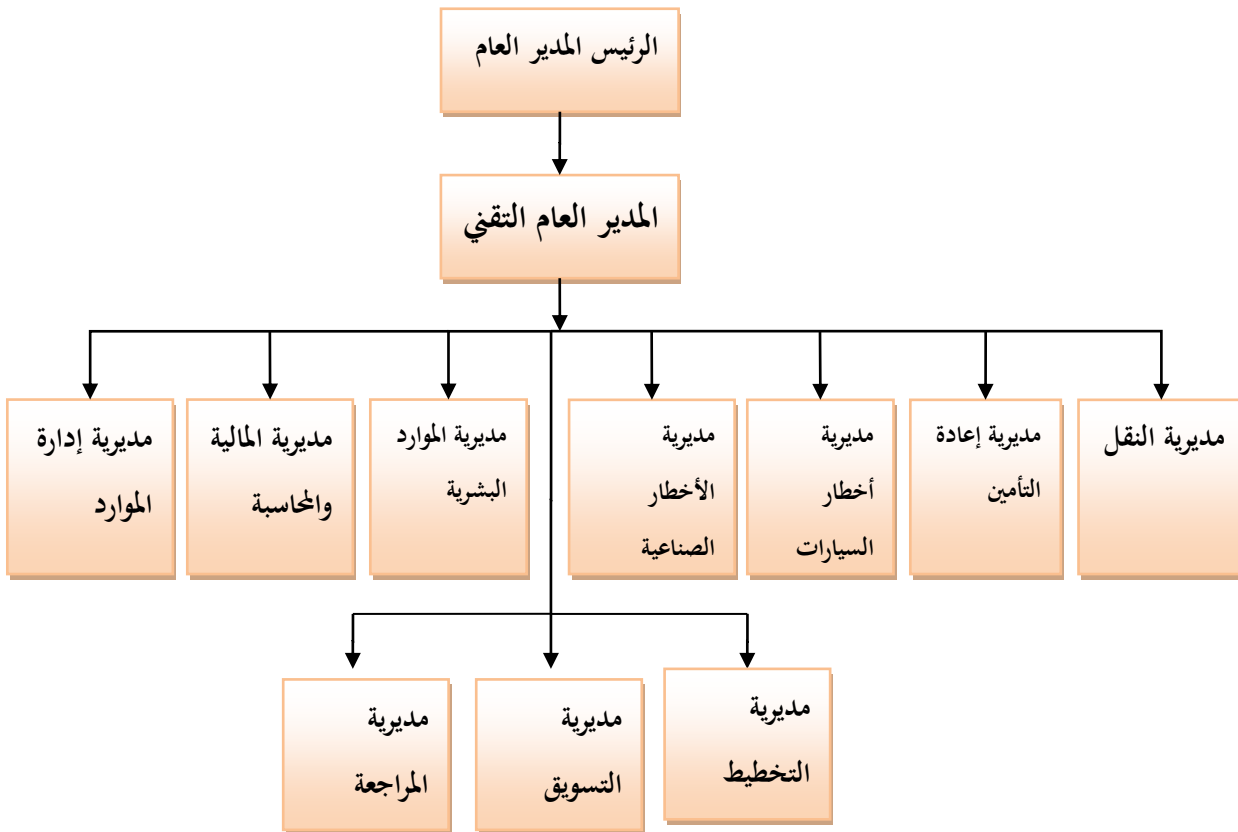 الرئيس المدير العام
المدير العام التقني
مديرية النقل
مديرية إعادة
التأمين
مديرية
أخطار
السيارات
مديرية
الأخطار
الصناعية
مديرية الموارد
البشرية
مديرية المالية
والمحاسبة
مديرية إدارة
الموارد
مديرية
التخطيط
مديرية
التسويق
مديرية
المراجعة